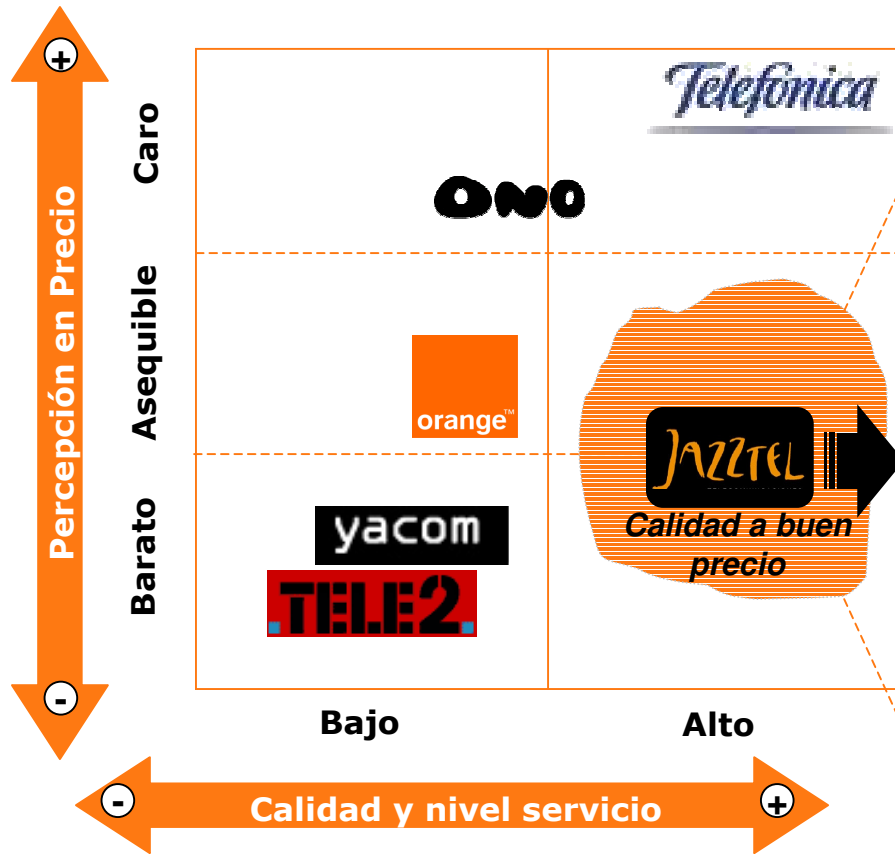 +
Caro
Telefónica
ONO
Percepción en Precio
Asequible
orange™
JAZZTEL
Calidad a buen
precio
Barato
yacom
.TELE2.
-
Bajo
Alto
-
Calidad y nivel servicio
+